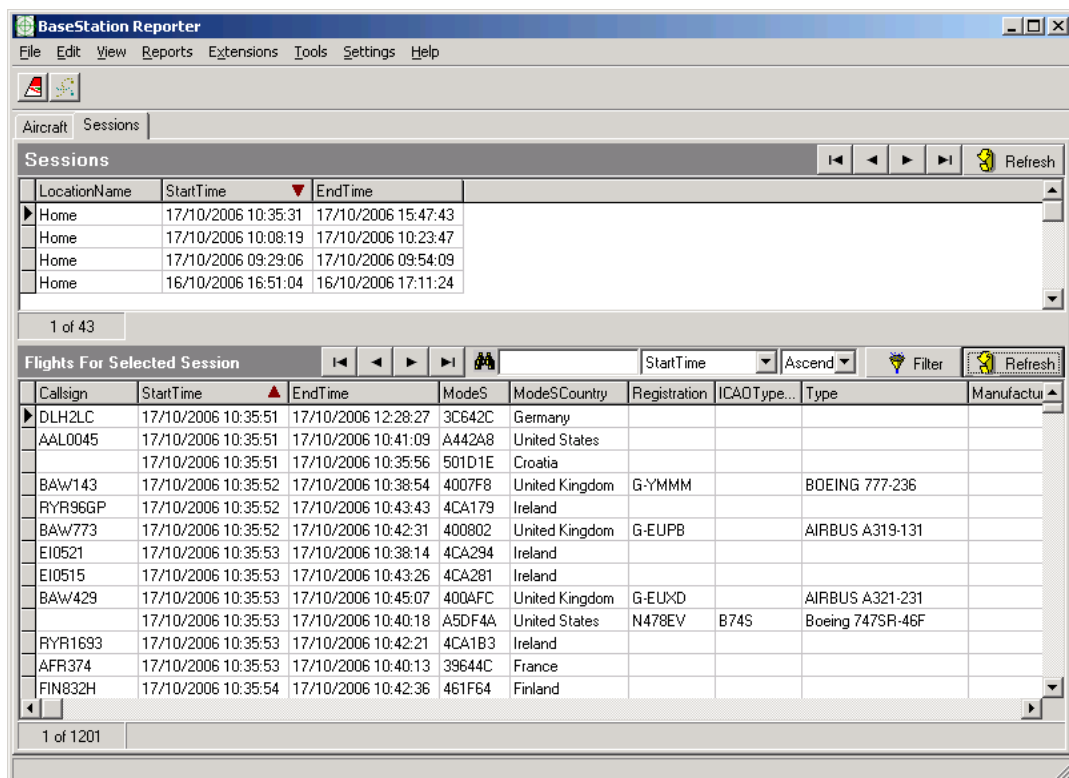 BaseStation Reporter
File Edit View Reports Extensions Tools Settings Help
Aircraft Sessions
Sessions Refresh
LocationName StartTime EndTime
Home 17/10/2006 10:35:31 17/10/2006 15:47:43
Home 17/10/2006 10:08:19 17/10/2006 10:23:47
Home 17/10/2006 09:29:06 17/10/2006 09:54:09
Home 16/10/2006 16:51:04 16/10/2006 17:11:24
1 of 43
Flights For Selected Session StartTime Ascend Filter Refresh
Callsign StartTime EndTime ModeS ModeSCountry Registration ICAOType... Type Manufactur
DLH2LC 17/10/2006 10:35:51 17/10/2006 12:28:27 3C642C Germany
AAL0045 17/10/2006 10:35:51 17/10/2006 10:41:09 A442A8 United States
17/10/2006 10:35:51 17/10/2006 10:35:56 501D1E Croatia
BAW143 17/10/2006 10:35:52 17/10/2006 10:38:54 4007F8 United Kingdom G-YMMM BOEING 777-236
RYR96GP 17/10/2006 10:35:52 17/10/2006 10:43:43 4CA179 Ireland
BAW773 17/10/2006 10:35:52 17/10/2006 10:42:31 400802 United Kingdom G-EUPB AIRBUS A319-131
EI0521 17/10/2006 10:35:53 17/10/2006 10:38:14 4CA294 Ireland
EI0515 17/10/2006 10:35:53 17/10/2006 10:43:26 4CA281 Ireland
BAW429 17/10/2006 10:35:53 17/10/2006 10:45:07 400AFC United Kingdom G-EUXD AIRBUS A321-231
17/10/2006 10:35:53 17/10/2006 10:40:18 A5DF4A United States N478EV B74S Boeing 747SR-46F
RYR1693 17/10/2006 10:35:53 17/10/2006 10:42:21 4CA1B3 Ireland
AFR374 17/10/2006 10:35:53 17/10/2006 10:40:13 39644C France
FIN832H 17/10/2006 10:35:54 17/10/2006 10:42:36 461F64 Finland
1 of 1201